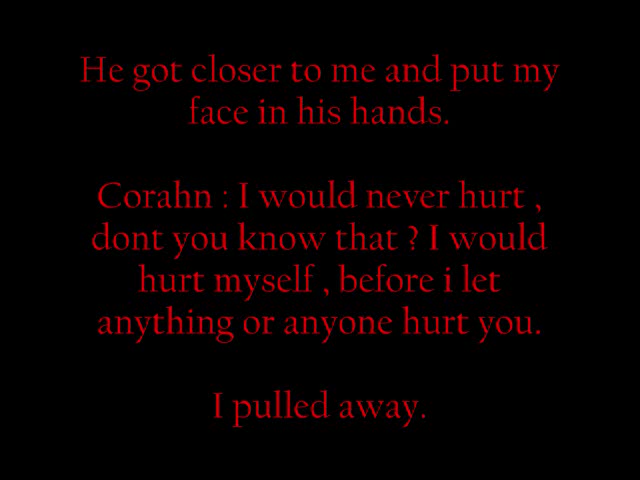 He got closer to me and put my
face in his hands.
Corahn : I would never hurt ,
dont you know that ? I would
hurt myself , before i let
anything or anyone hurt you.
I pulled away.